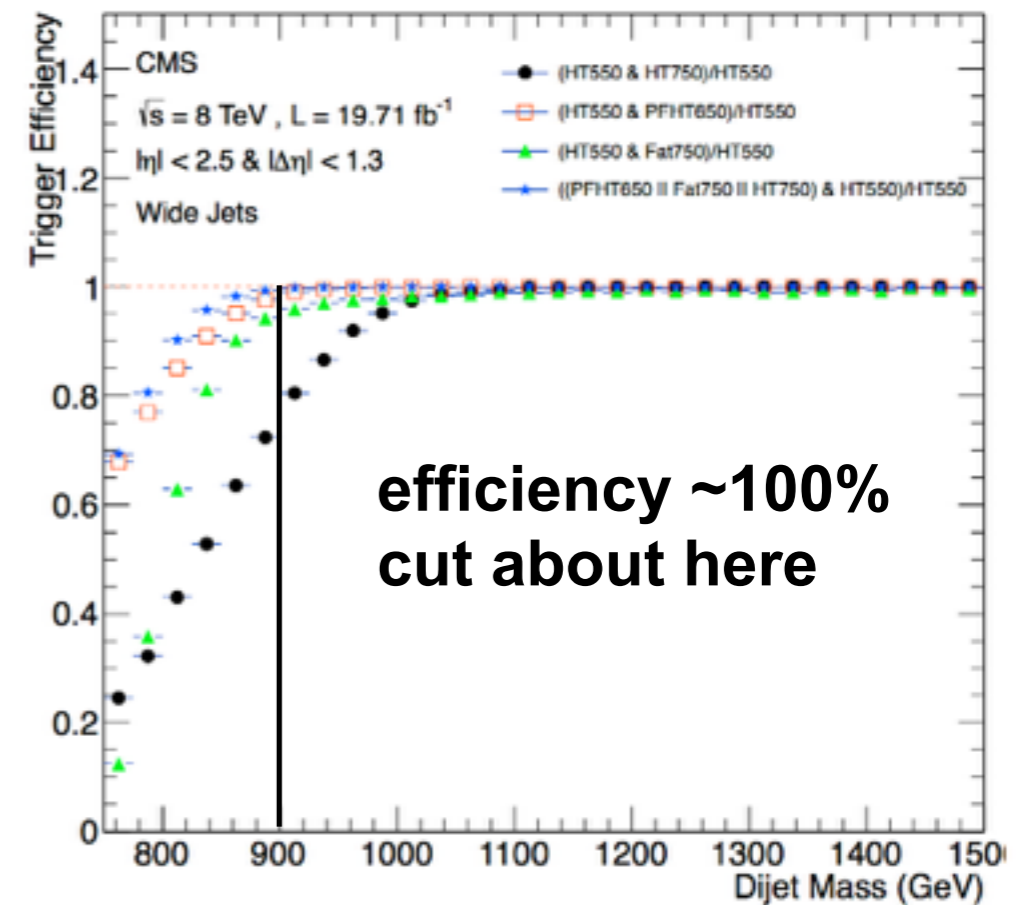 Trigger Efficiency
1.4
1.2
1
0.8
0.6
0.4
0.2
0
CMS
√s = 8 TeV , L = 19.71 fb⁻¹
|η| < 2.5 & |Δη| < 1.3
Wide Jets
(HT550 & HT750)/HT550
(HT550 & PFHT650)/HT550
(HT550 & Fat750)/HT550
((PFHT650 || Fat750 || HT750) & HT550)/HT550
efficiency ~100%
cut about here
800 900 1000 1100 1200 1300 1400 150
Dijet Mass (GeV)